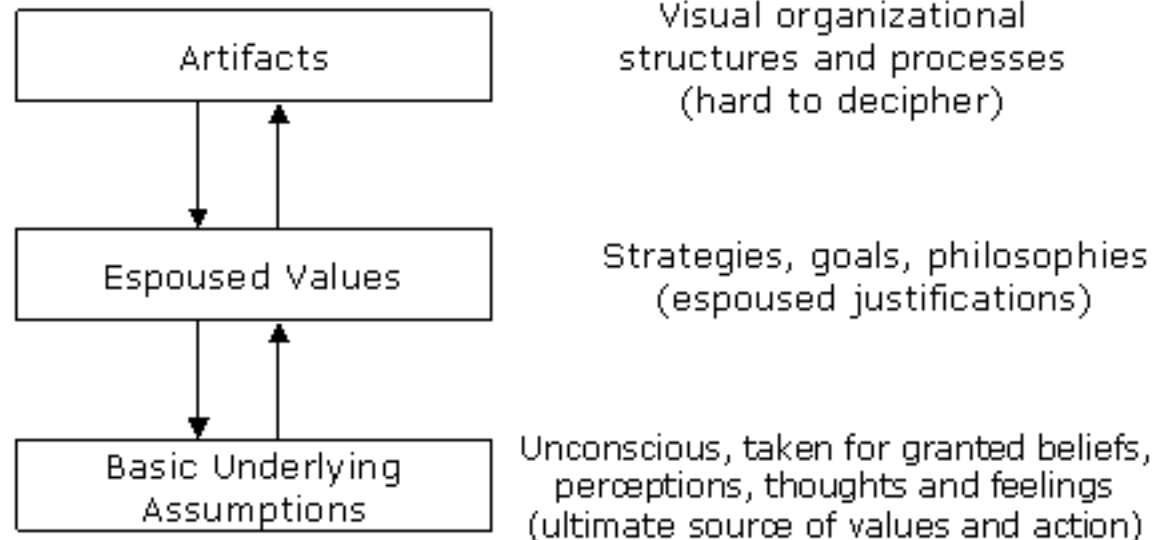 Artifacts
Visual organizational
structures and processes
(hard to decipher)
Espoused Values
Strategies, goals, philosophies
(espoused justifications)
Basic Underlying
Assumptions
Unconscious, taken for granted beliefs,
perceptions, thoughts and feelings
(ultimate source of values and action)